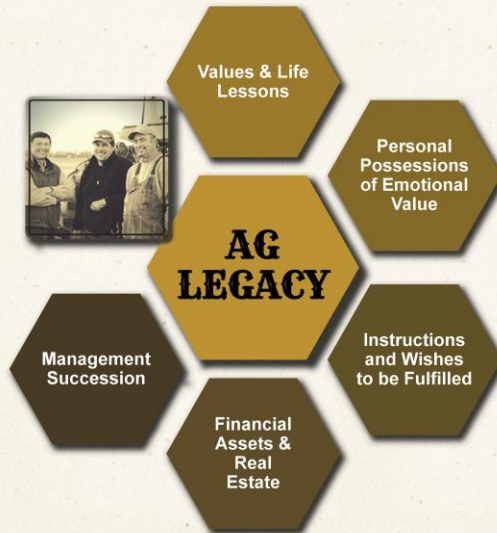 Values & Life
Lessons
Personal
Possessions
of Emotional
Value
AG
LEGACY
Instructions
and Wishes
to be Fulfilled
Management
Succession
Financial
Assets &
Real
Estate